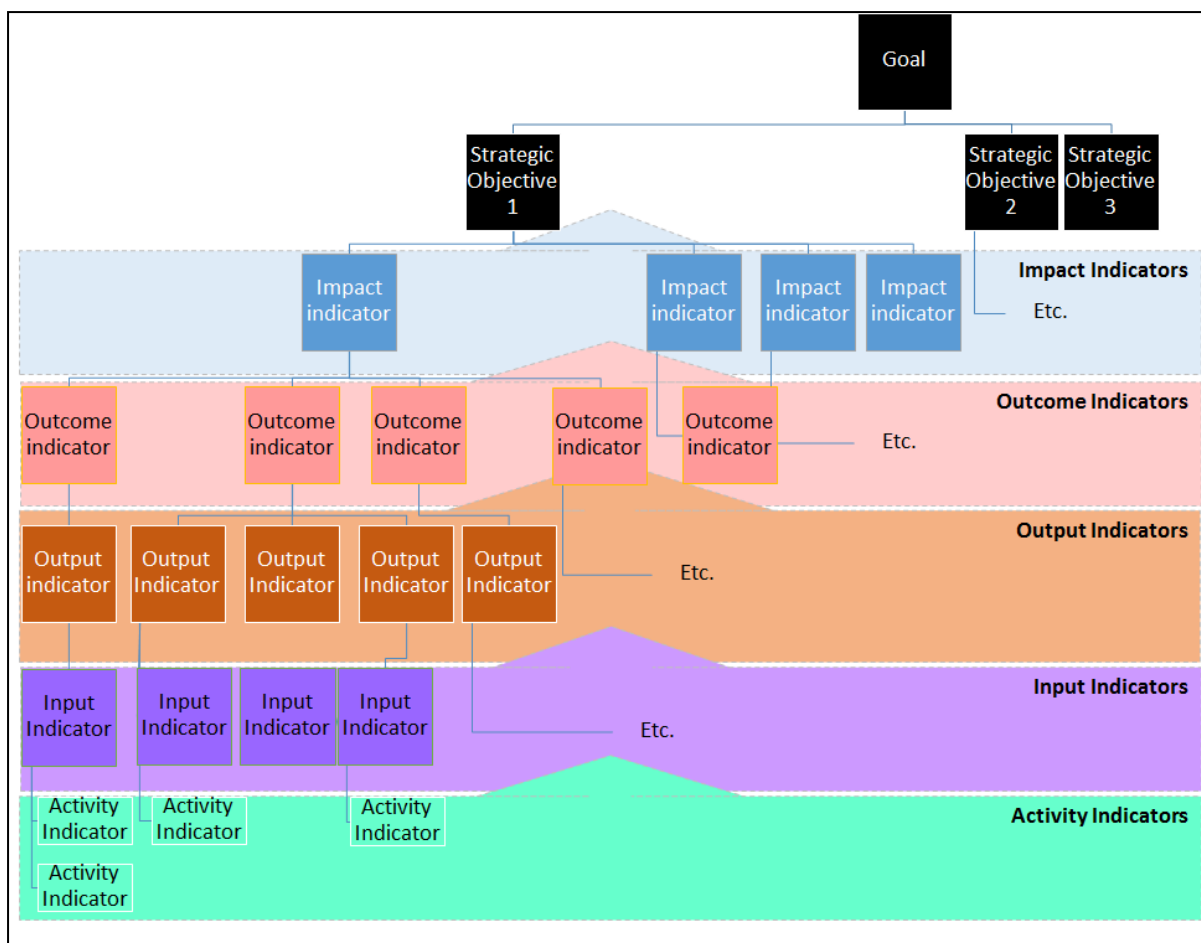 Goal
Strategic
Objective
1
Strategic
Objective
2
Strategic
Objective
3
Impact Indicators
Impact
indicator
Impact
indicator
Impact
indicator
Impact
indicator
Etc.
Outcome Indicators
Outcome
indicator
Outcome
indicator
Outcome
indicator
Outcome
indicator
Outcome
indicator
Etc.
Output Indicators
Output
indicator
Output
Indicator
Output
Indicator
Output
Indicator
Output
Indicator
Etc.
Input Indicators
Input
Indicator
Input
Indicator
Input
Indicator
Input
Indicator
Etc.
Activity Indicators
Activity
Indicator
Activity
Indicator
Activity
Indicator
Activity
Indicator